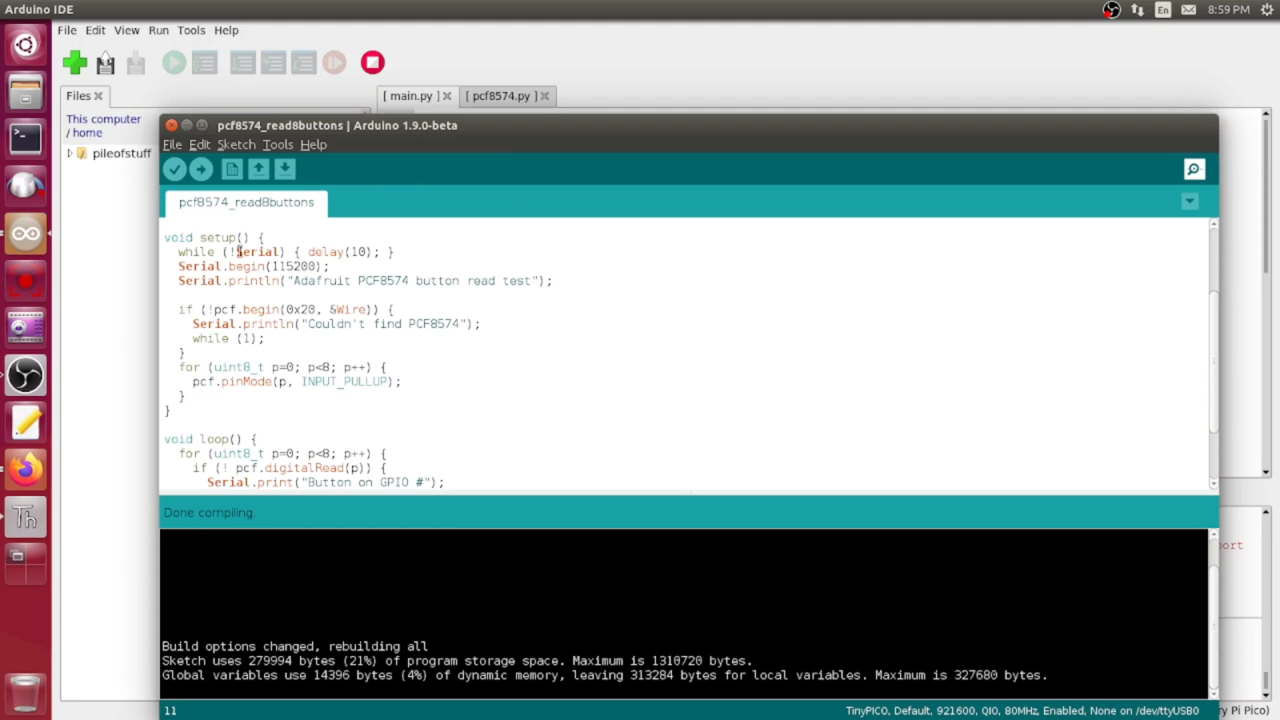 Arduino IDE
En
8:59 PM
File Edit View Run Tools Help
Files
[ main.py ] [ pcf8574.py ]
This computer
/ home
pileofstuff
pcf8574_read8buttons | Arduino 1.9.0-beta
File Edit Sketch Tools Help
pcf8574_read8buttons
void setup() {
while (!Serial) { delay(10); }
Serial.begin(115200);
Serial.println("Adafruit PCF8574 button read test");
if (!pcf.begin(0x20, &Wire)) {
Serial.println("Couldn't find PCF8574");
while (1);
}
for (uint8_t p=0; p<8; p++) {
pcf.pinMode(p, INPUT_PULLUP);
}
}
void loop() {
for (uint8_t p=0; p<8; p++) {
if (! pcf.digitalRead(p)) {
Serial.print("Button on GPIO #");
Done compiling.
ort
Build options changed, rebuilding all
Sketch uses 279994 bytes (21%) of program storage space. Maximum is 1310720 bytes.
Global variables use 14396 bytes (4%) of dynamic memory, leaving 313284 bytes for local variables. Maximum is 327680 bytes.
11
TinyPICO, Default, 921600, QIO, 80MHz, Enabled, None on /dev/ttyUSB0
ry Pi Pico)
Th